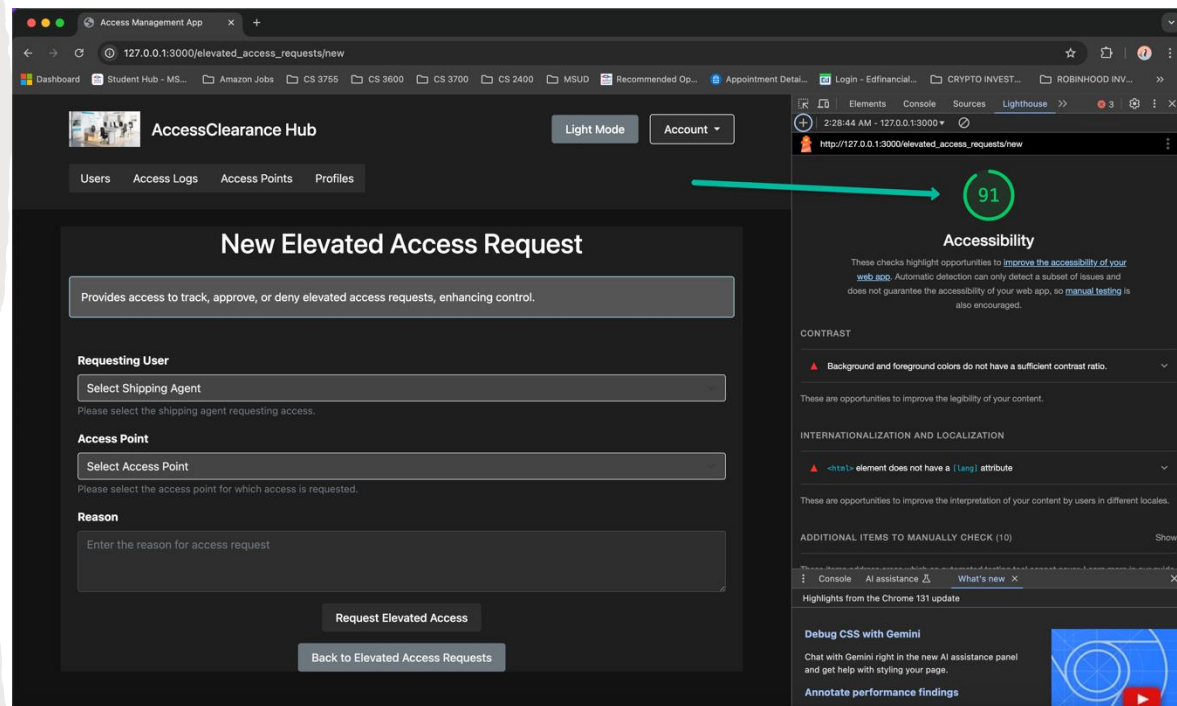 Access Management App
127.0.0.1:3000/elevated_access_requests/new
Dashboard
Student Hub - MS...
Amazon Jobs
CS 3755
CS 3600
CS 3700
CS 2400
MSUD
Recommended Op...
Appointment Detai...
Login - Edfinancial...
CRYPTO INVEST...
ROBINHOOD INV...
»
AccessClearance Hub
Light Mode
Account
Users
Access Logs
Access Points
Profiles
New Elevated Access Request
Provides access to track, approve, or deny elevated access requests, enhancing control.
Requesting User
Select Shipping Agent
Please select the shipping agent requesting access.
Access Point
Select Access Point
Please select the access point for which access is requested.
Reason
Enter the reason for access request
Request Elevated Access
Back to Elevated Access Requests
Elements
Console
Sources
Lighthouse
»
3
2:28:44 AM - 127.0.0.1:3000
http://127.0.0.1:3000/elevated_access_requests/new
91
Accessibility
These checks highlight opportunities to improve the accessibility of your
web app. Automatic detection can only detect a subset of issues and
does not guarantee the accessibility of your web app, so manual testing is
also encouraged.
CONTRAST
Background and foreground colors do not have a sufficient contrast ratio.
These are opportunities to improve the legibility of your content.
INTERNATIONALIZATION AND LOCALIZATION
<html> element does not have a [lang] attribute
These are opportunities to improve the interpretation of your content by users in different locales.
ADDITIONAL ITEMS TO MANUALLY CHECK (10)
Show
Console
AI assistance
What's new
Highlights from the Chrome 131 update
Debug CSS with Gemini
Chat with Gemini right in the new AI assistance panel
and get help with styling your page.
Annotate performance findings